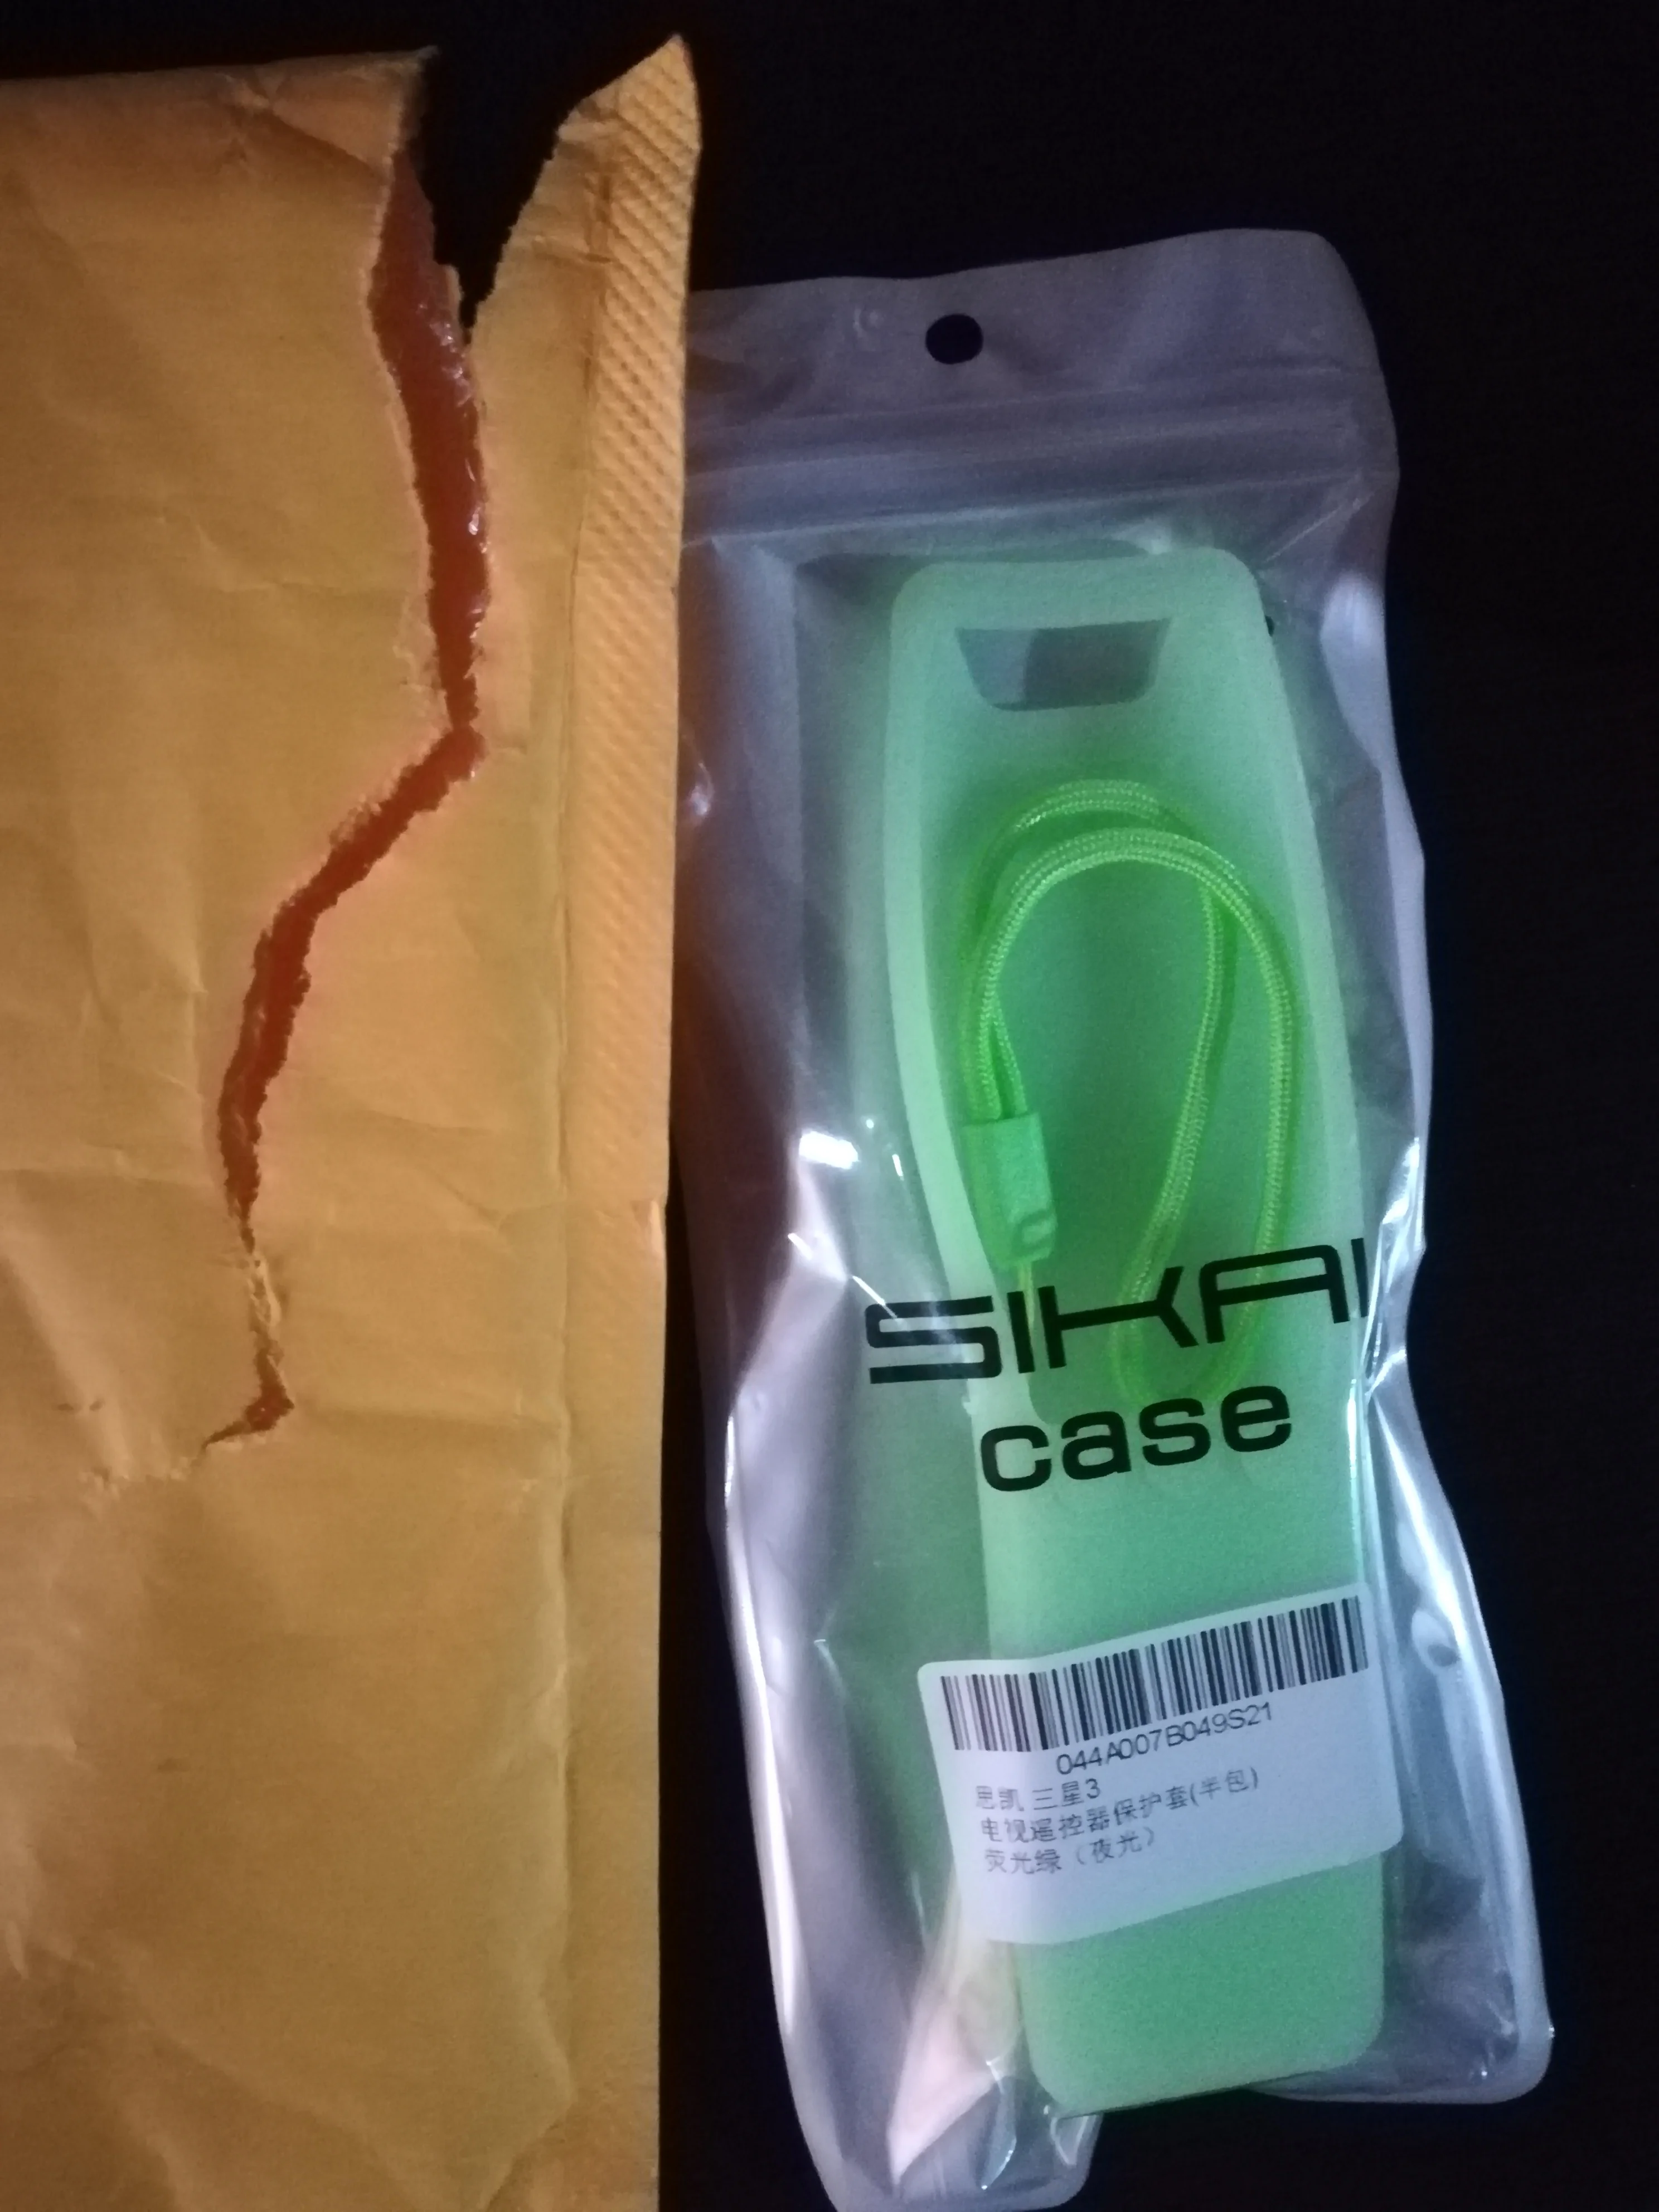 SIKAI
case
044A007B049S21
思凯 三星3
电视遥控器保护套(半包)
荧光绿（夜光）